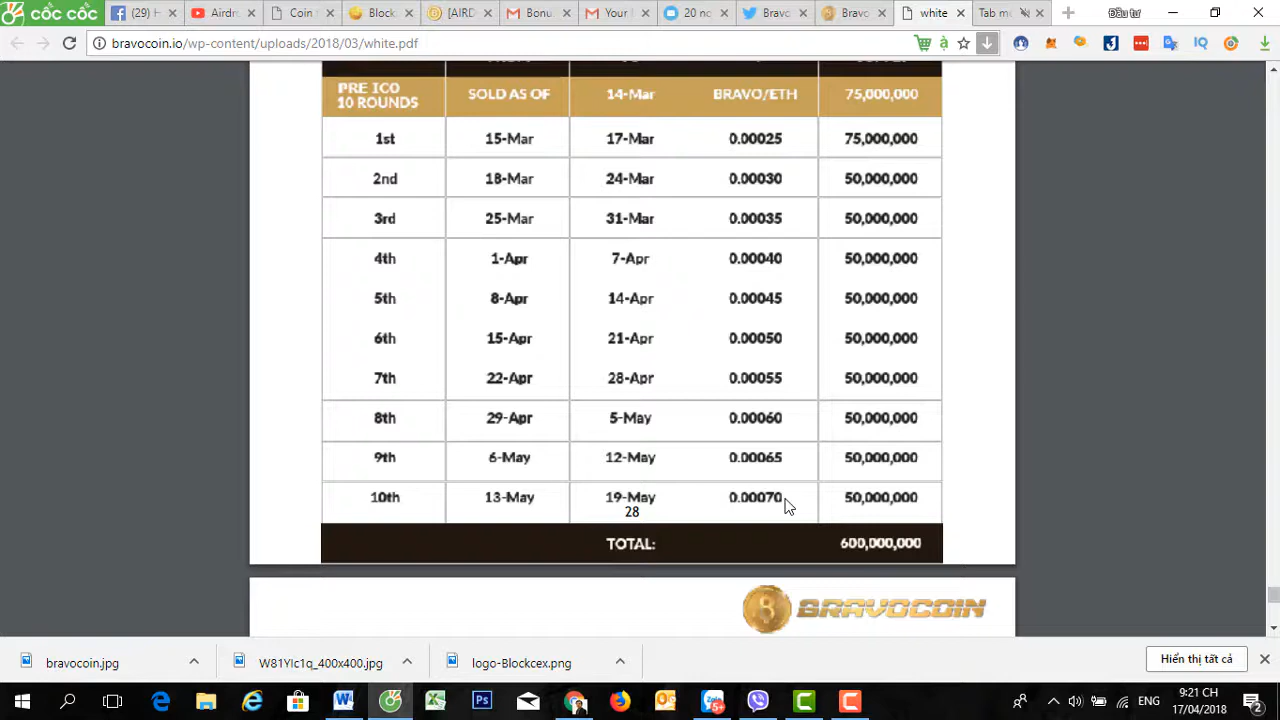 cốc cốc
(29) H
Airdr
Coin
Block
[AIRD
Bonu
Your
20 n
Bravo
Bravo
white
Tab m
Đầu tư
bravocoin.io/wp-content/uploads/2018/03/white.pdf
PRE ICO
10 ROUNDS SOLD AS OF 14-Mar BRAVO/ETH 75,000,000
1st 15-Mar 17-Mar 0.00025 75,000,000
2nd 18-Mar 24-Mar 0.00030 50,000,000
3rd 25-Mar 31-Mar 0.00035 50,000,000
4th 1-Apr 7-Apr 0.00040 50,000,000
5th 8-Apr 14-Apr 0.00045 50,000,000
6th 15-Apr 21-Apr 0.00050 50,000,000
7th 22-Apr 28-Apr 0.00055 50,000,000
8th 29-Apr 5-May 0.00060 50,000,000
9th 6-May 12-May 0.00065 50,000,000
10th 13-May 19-May 0.00070 50,000,000
28
TOTAL: 600,000,000
BRAVOCOIN
bravocoin.jpg
W81YIc1q_400x400.jpg
logo-Blockcex.png
Hiển thị tất cả
ENG
9:21 CH
17/04/2018